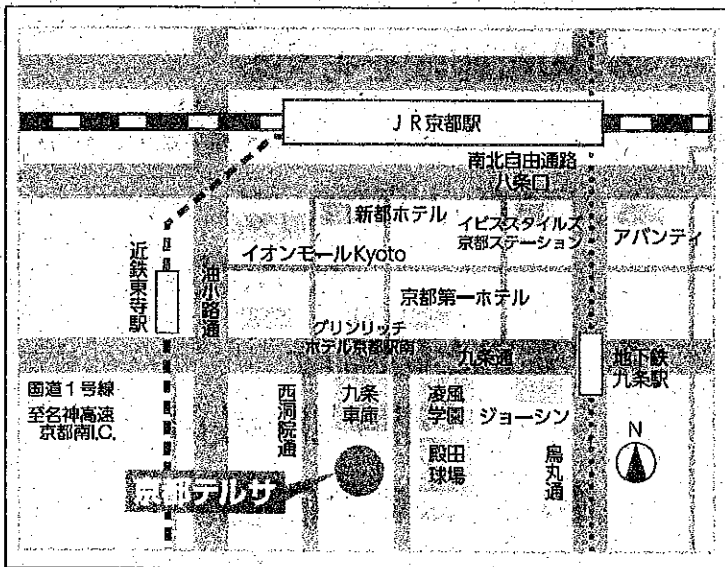 JR京都駅
南北自由通路
八条口
新都ホテル
イビススタイルズ
京都ステーション
アバンティ
イオンモールKyoto
近鉄東寺駅
油小路通
京都第一ホテル
グリンリッチ
ホテル京都駅南
九条通
地下鉄
九条駅
国道1号線
至名神高速
京都南I.C.
西洞院通
九条
車庫
凌風
学園
ジョーシン
殿田
球場
烏丸通
N
京都テルサ